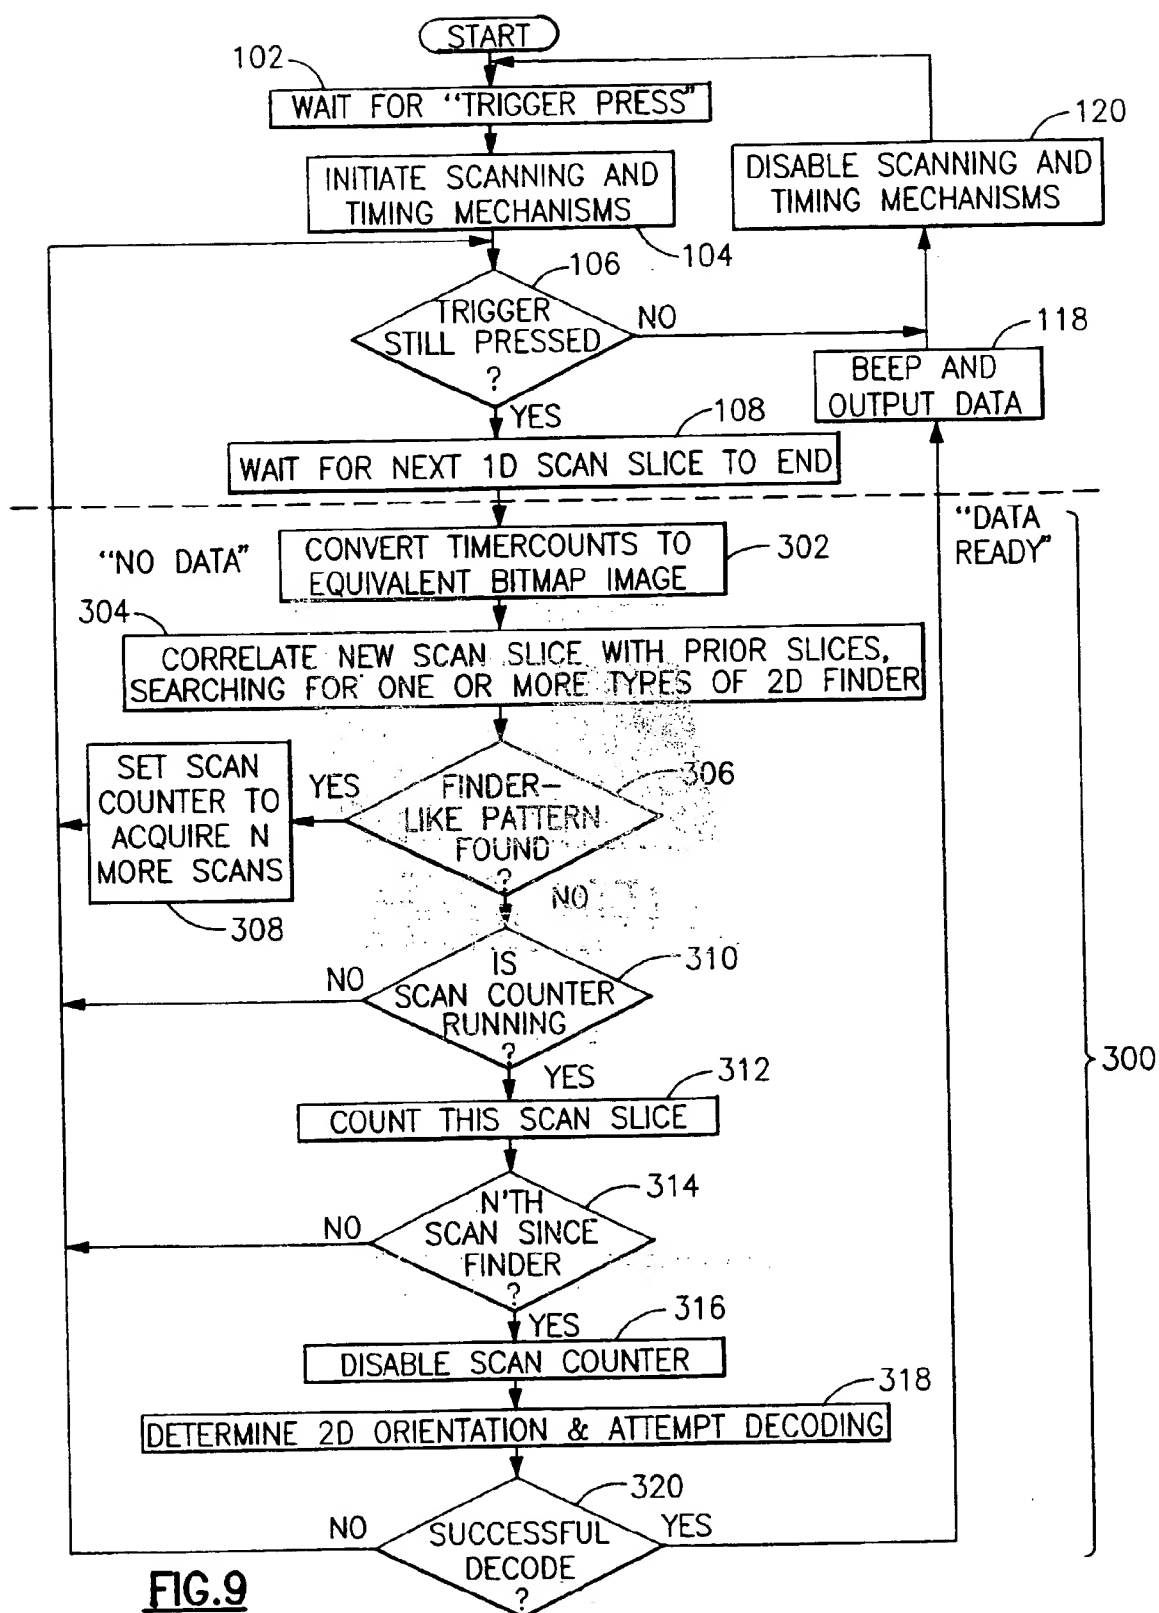 START
102
WAIT FOR “TRIGGER PRESS”
120
INITIATE SCANNING AND
TIMING MECHANISMS
104
DISABLE SCANNING AND
TIMING MECHANISMS
106
TRIGGER
STILL PRESSED
?
NO
YES
118
BEEP AND
OUTPUT DATA
108
WAIT FOR NEXT 1D SCAN SLICE TO END
“NO DATA”
“DATA
READY”
CONVERT TIMERCOUNTS TO
EQUIVALENT BITMAP IMAGE
302
304
CORRELATE NEW SCAN SLICE WITH PRIOR SLICES,
SEARCHING FOR ONE OR MORE TYPES OF 2D FINDER
306
FINDER–
LIKE PATTERN
FOUND
?
YES
NO
SET SCAN
COUNTER TO
ACQUIRE N
MORE SCANS
308
310
IS
SCAN COUNTER
RUNNING
?
NO
YES
300
312
COUNT THIS SCAN SLICE
314
N'TH
SCAN SINCE
FINDER
?
NO
YES
316
DISABLE SCAN COUNTER
318
DETERMINE 2D ORIENTATION & ATTEMPT DECODING
320
SUCCESSFUL
DECODE
?
NO
YES
FIG.9